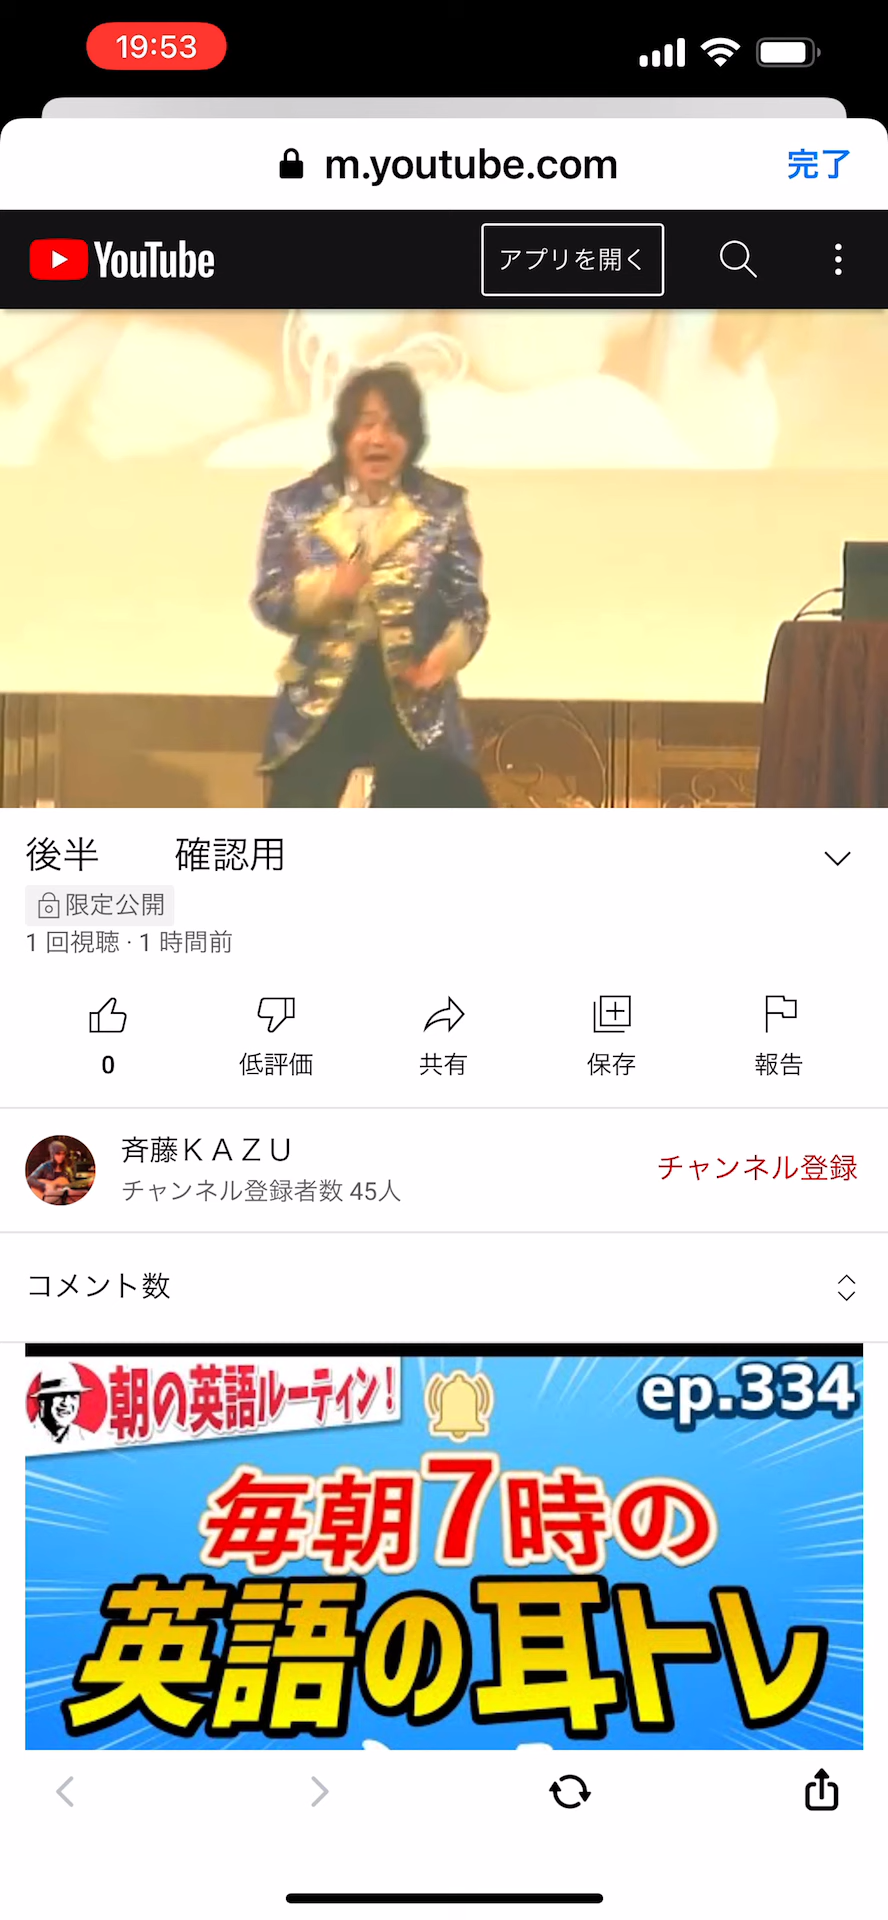 19:53
m.youtube.com
完了
YouTube
アプリを開く
後半　　確認用
限定公開
1 回視聴 · 1 時間前
0
低評価
共有
保存
報告
斉藤ＫＡＺＵ
チャンネル登録者数 45人
チャンネル登録
コメント数
朝の英語ルーティン！
ep.334
毎朝7時の
英語の耳トレ